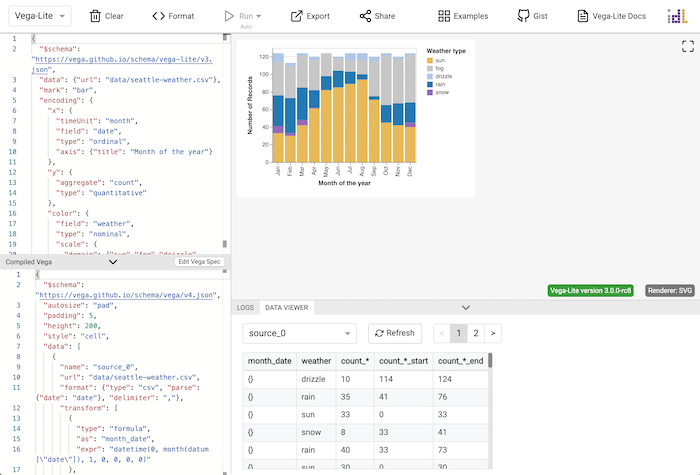 Vega-Lite
Clear
Format
Run
Auto
Export
Share
Examples
Gist
Vega-Lite Docs
idl
1 {
2 "$schema":
"https://vega.github.io/schema/vega-lite/v3.
json",
3 "data": {"url": "data/seattle-weather.csv"},
4 "mark": "bar",
5 "encoding": {
6 "x": {
7 "timeUnit": "month",
8 "field": "date",
9 "type": "ordinal",
10 "axis": {"title": "Month of the year"}
11 },
12 "y": {
13 "aggregate": "count",
14 "type": "quantitative"
15 },
16 "color": {
17 "field": "weather",
18 "type": "nominal",
19 "scale": {
20 "domain": ["sun" "fog" "drizzle"
Compiled Vega
Edit Vega Spec
1 {
2 "$schema":
"https://vega.github.io/schema/vega/v4.json",
3 "autosize": "pad",
4 "padding": 5,
5 "height": 200,
6 "style": "cell",
7 "data": [
8 {
9 "name": "source_0",
10 "url": "data/seattle-weather.csv",
11 "format": {"type": "csv", "parse":
{"date": "date"}, "delimiter": ","},
12 "transform": [
13 {
14 "type": "formula",
15 "as": "month_date",
16 "expr": "datetime(0, month(datum
[\"date\"]), 1, 0, 0, 0, 0)"
17 },
Number of Records
120
100
80
60
40
20
0
Jan
Feb
Mar
Apr
May
Jun
Jul
Aug
Sep
Oct
Nov
Dec
Month of the year
Weather type
sun
fog
drizzle
rain
snow
Vega-Lite version 3.0.0-rc8
Renderer: SVG
LOGS
DATA VIEWER
source_0
Refresh
< 1 2 >
month_date weather count_* count_*_start count_*_end
{} drizzle 10 114 124
{} rain 35 41 76
{} sun 33 0 33
{} snow 8 33 41
{} rain 40 33 73
{} sun 30 0 30